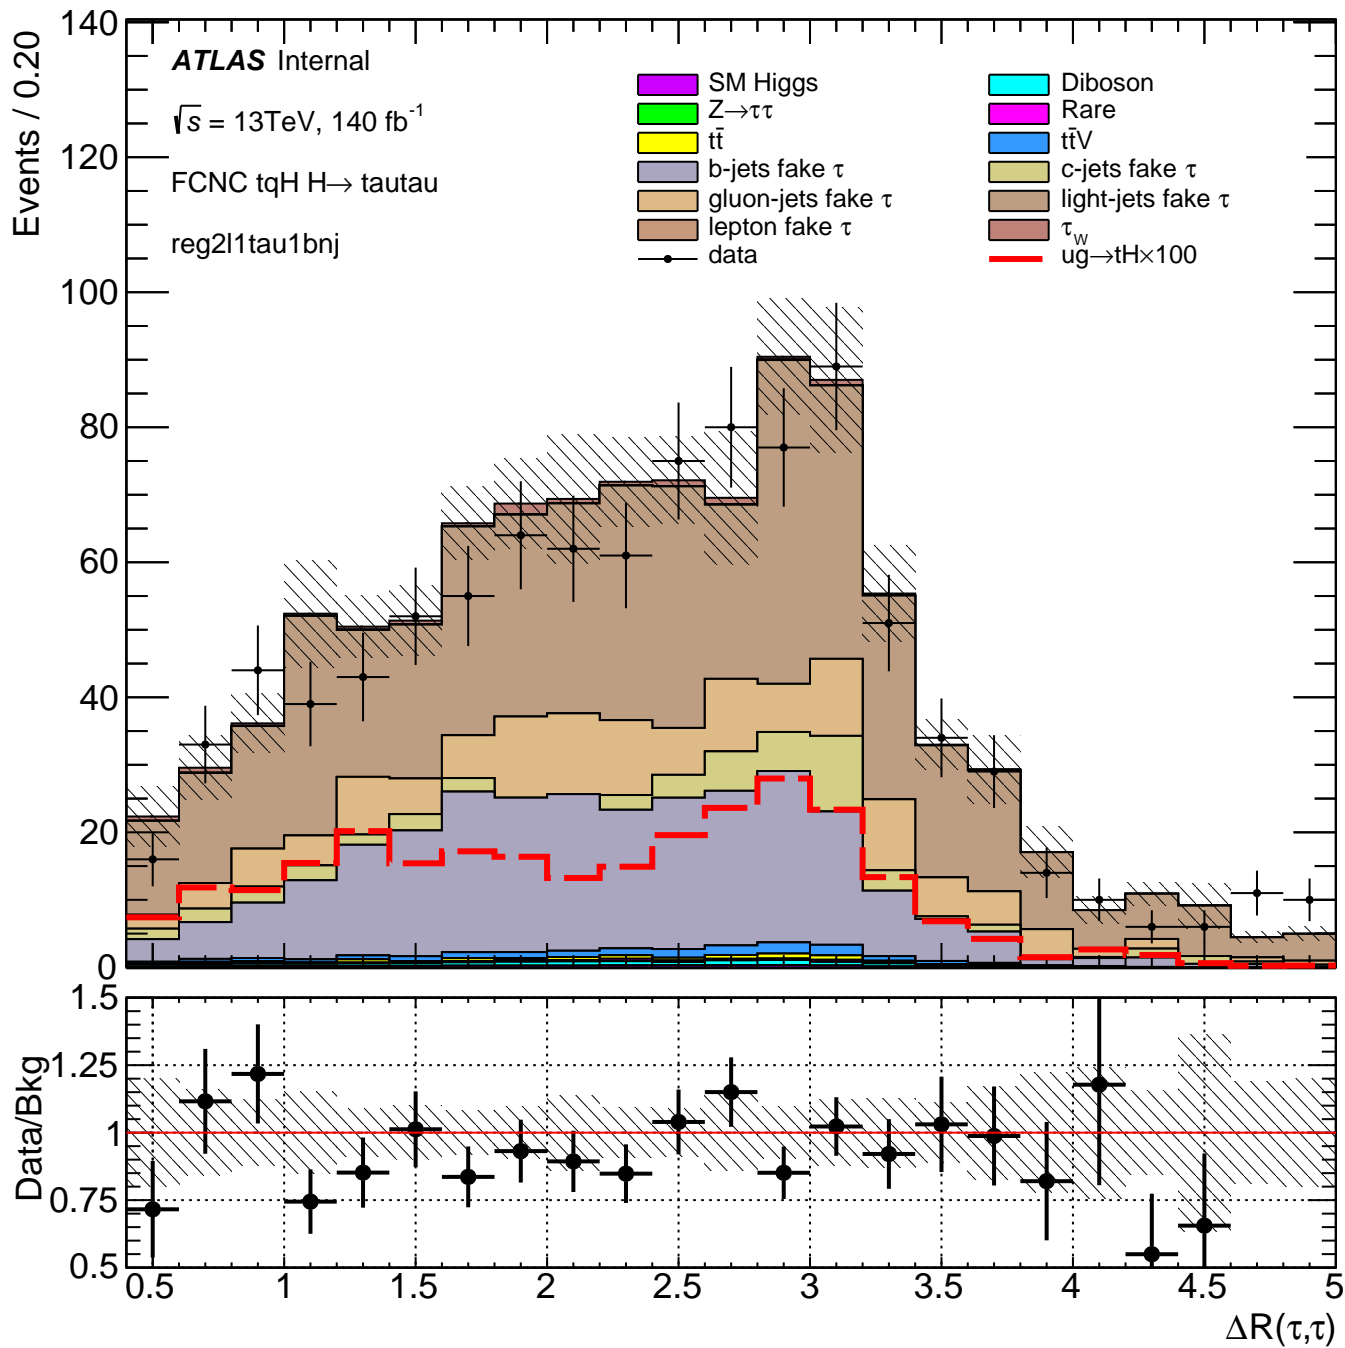 Events / 0.20
140
120
100
80
60
40
20
0
ATLAS Internal
√s = 13TeV, 140 fb⁻¹
FCNC tqH H→ tautau
reg2l1tau1bnj
SM Higgs
Diboson
Z→ττ
Rare
tt̄
tt̄V
b-jets fake τ
c-jets fake τ
gluon-jets fake τ
light-jets fake τ
lepton fake τ
τ_W
data
ug→tH×100
Data/Bkg
1.5
1.25
1
0.75
0.5
0.5 1 1.5 2 2.5 3 3.5 4 4.5 5
ΔR(τ,τ)